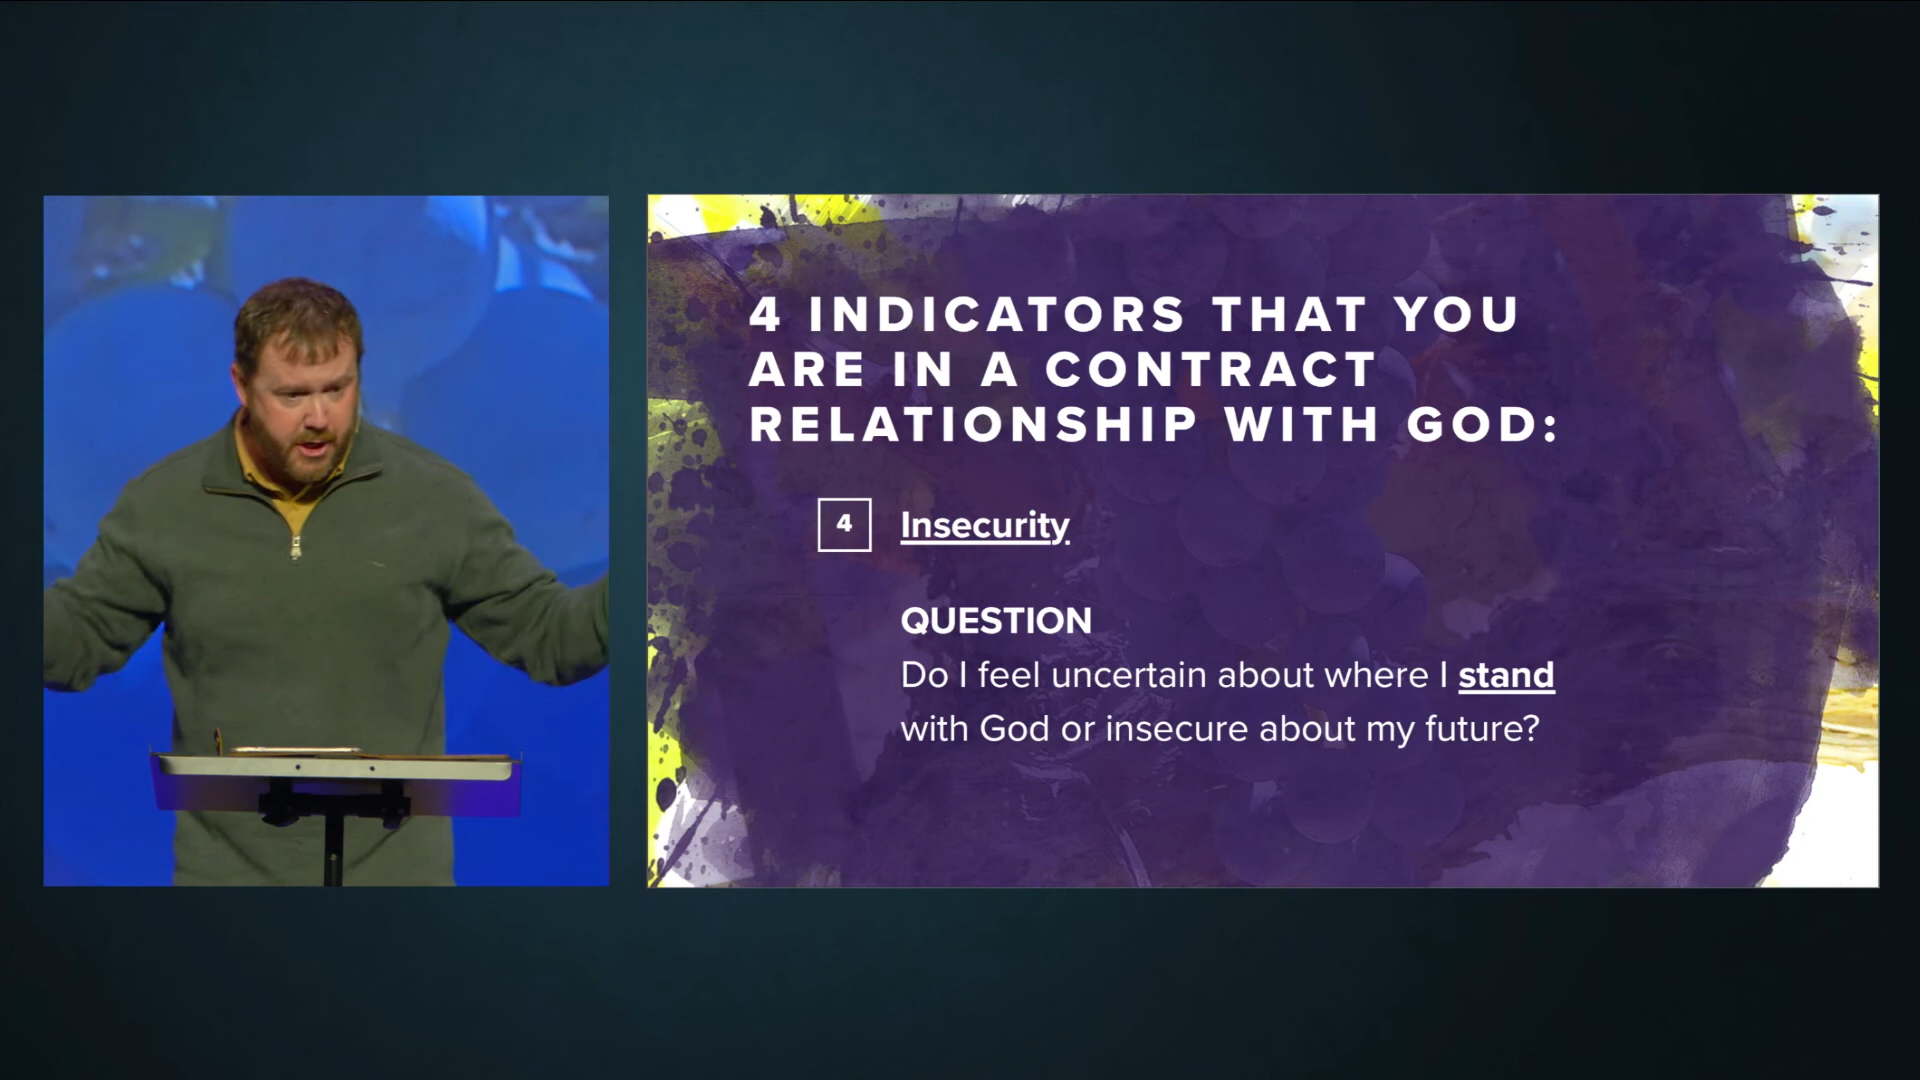 4 INDICATORS THAT YOU
ARE IN A CONTRACT
RELATIONSHIP WITH GOD:
4 Insecurity
QUESTION
Do I feel uncertain about where I stand
with God or insecure about my future?